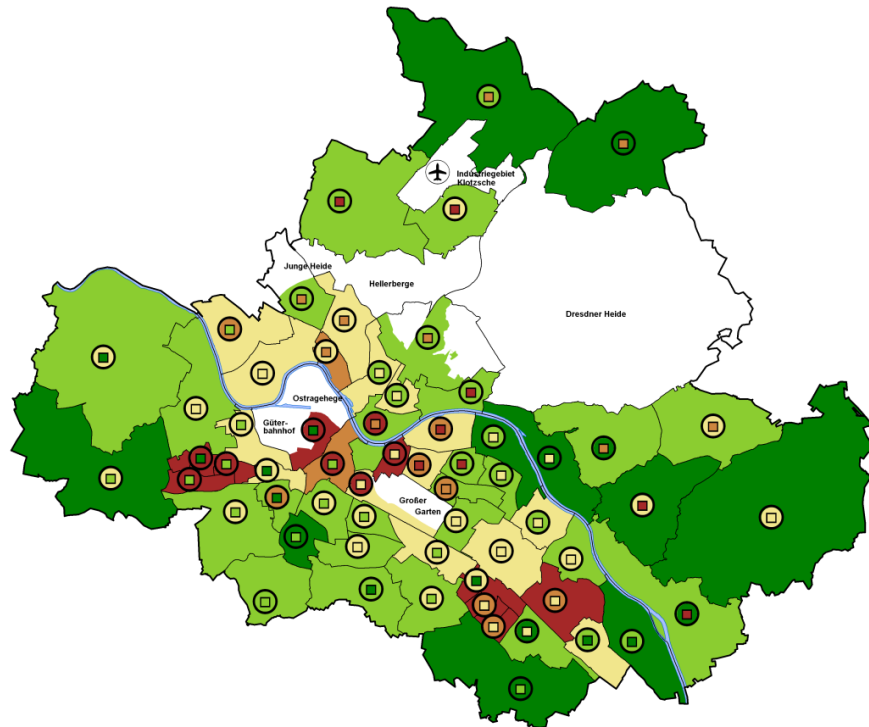 Industriegebiet
Klotzsche
Junge Heide
Hellerberge
Dresdner Heide
Ostragehege
Güter-
bahnhof
Großer
Garten